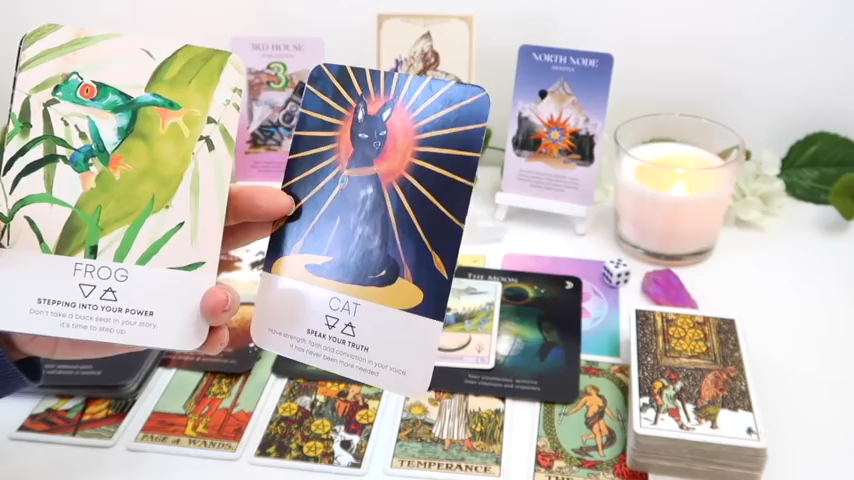 FROG
STEPPING INTO YOUR POWER
Don't take a back seat in your story.
it's time to step up
CAT
SPEAK YOUR TRUTH
Have strength, faith and conviction in your voice.
it has never been more needed
3RD HOUSE
3
NORTH NODE
THE MOON
PAGE of WANDS.
TEMPERANCE.